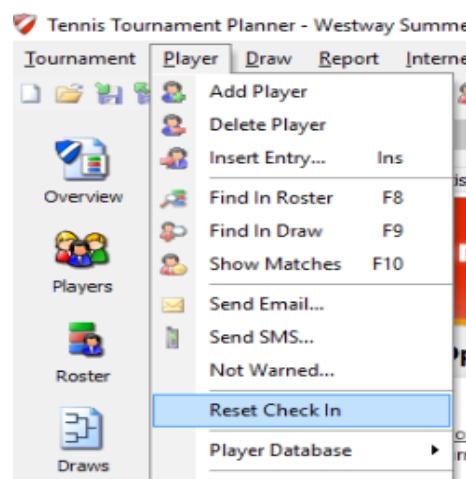 Tennis Tournament Planner - Westway Summe
Tournament Player Draw Report Interne
Add Player
Delete Player
Insert Entry... Ins
Overview
Find In Roster F8
Find In Draw F9
Show Matches F10
Players
Send Email...
Send SMS...
Not Warned...
Roster
Reset Check In
Player Database
Draws